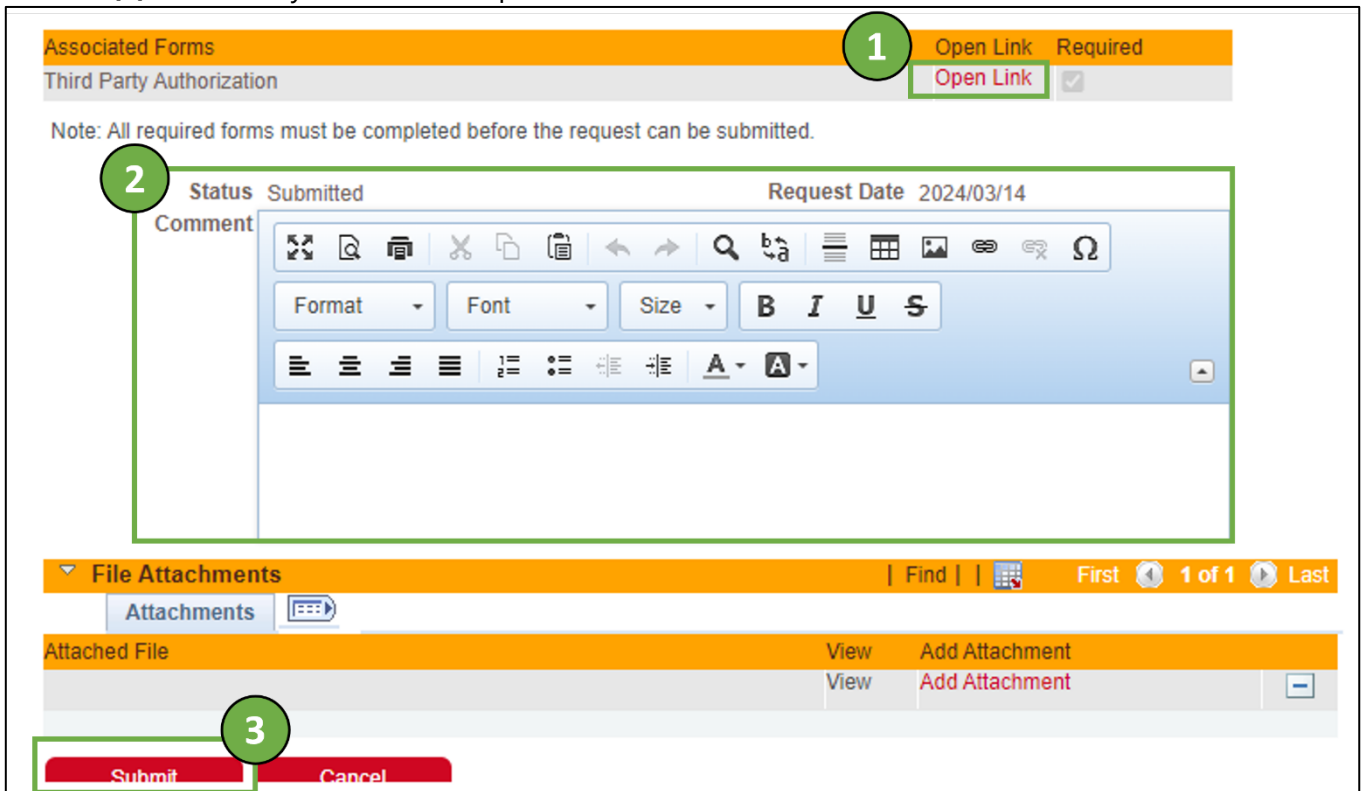 1
Associated Forms Open Link Required
Third Party Authorization Open Link
Note: All required forms must be completed before the request can be submitted.
2
Status Submitted Request Date 2024/03/14
Comment
Format Font Size B I U S
A A
File Attachments | Find | | First 1 of 1 Last
Attachments
Attached File View Add Attachment
View Add Attachment
3
Submit Cancel